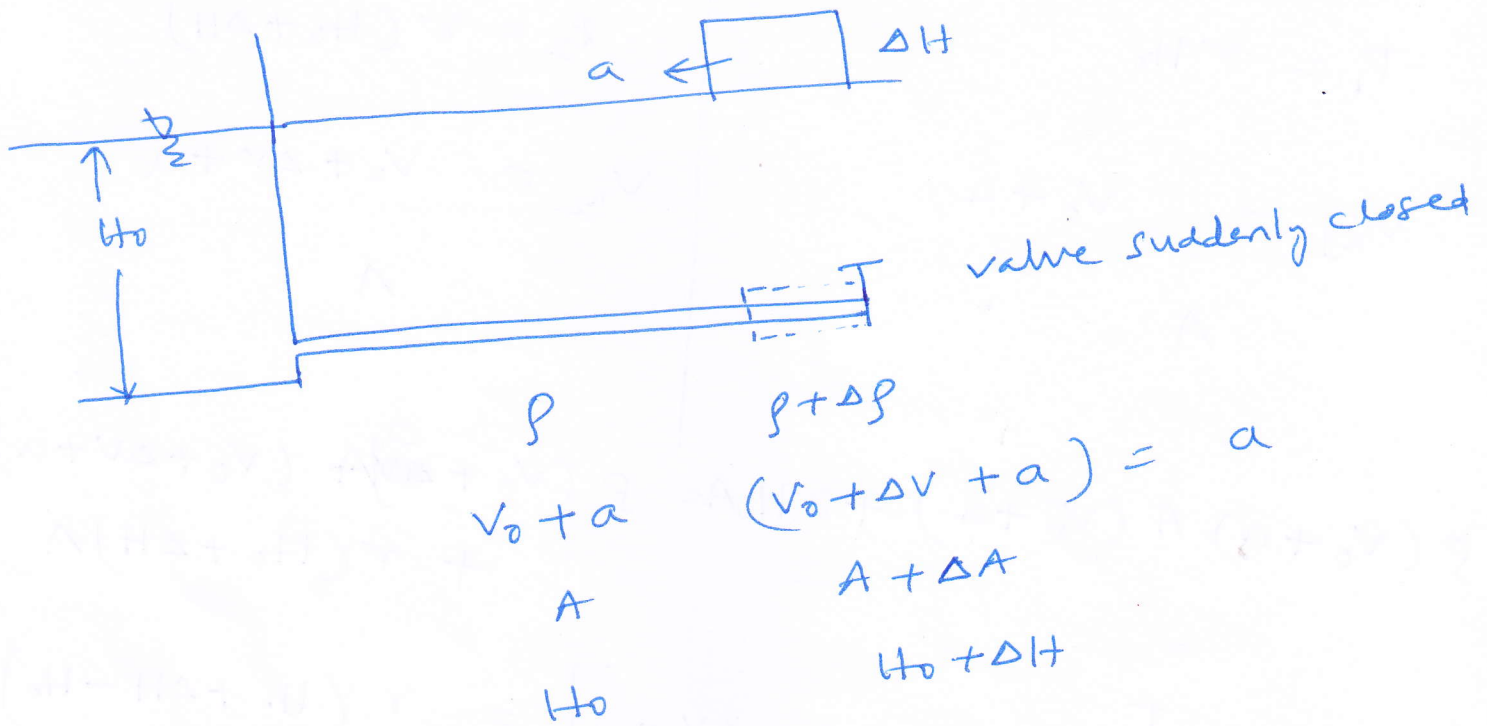 a ← ΔH
H₀
valve suddenly closed
ρ ρ+Δρ
V₀ + a (V₀ + ΔV + a) = a
A A + ΔA
H₀ H₀ + ΔH